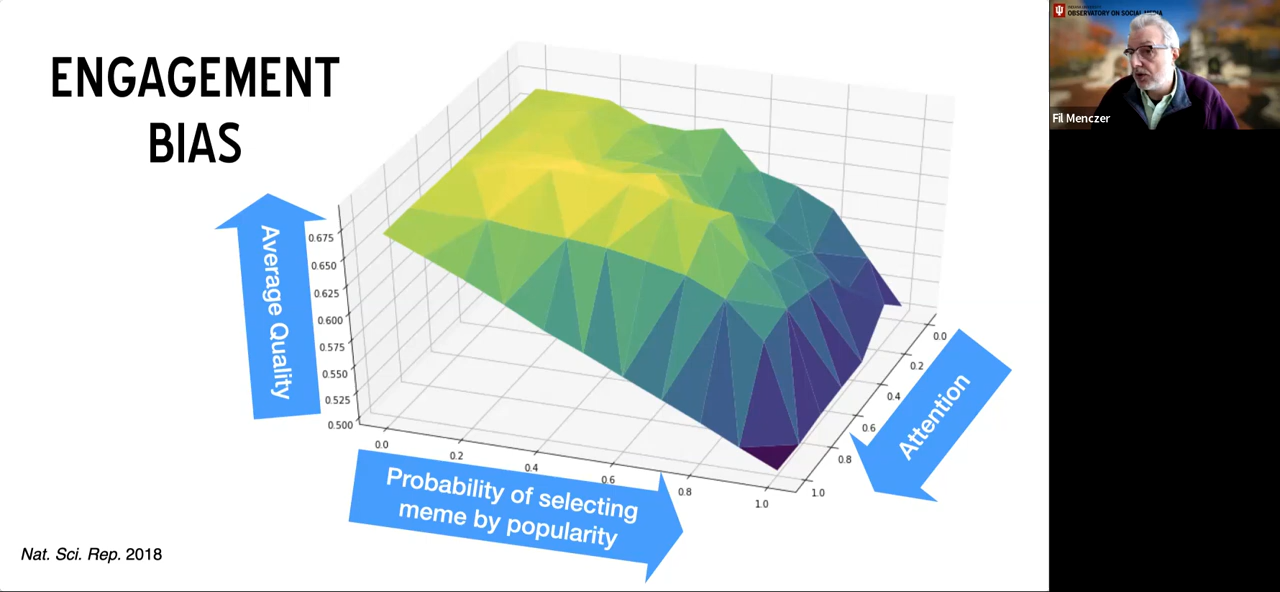 ENGAGEMENT
BIAS
Average Quality
0.675
0.650
0.625
0.600
0.575
0.550
0.525
0.500
0.0
0.2
0.4
0.6
0.8
1.0
0.0
0.2
0.4
0.6
0.8
1.0
Attention
Probability of selecting
meme by popularity
Nat. Sci. Rep. 2018
OBSERVATORY ON SOCIAL MEDIA
Fil Menczer